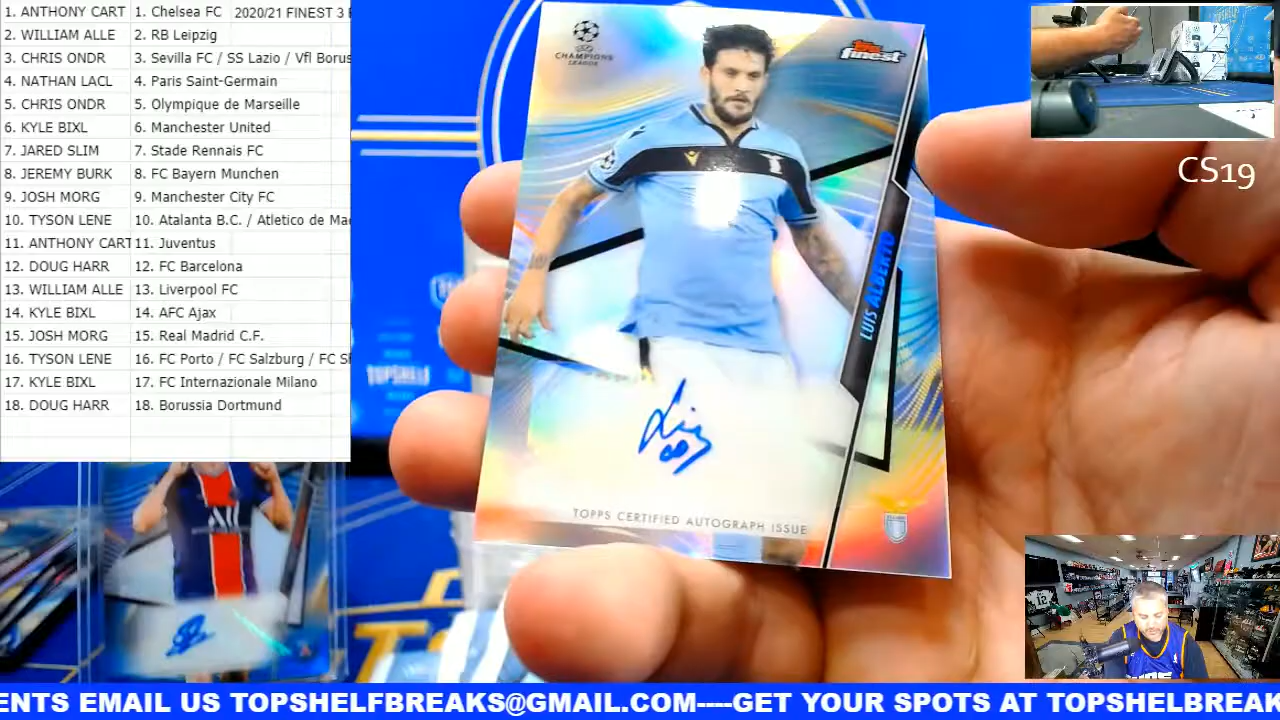 1. ANTHONY CART 1. Chelsea FC 2020/21 FINEST 3
2. WILLIAM ALLE 2. RB Leipzig
3. CHRIS ONDR 3. Sevilla FC / SS Lazio / Vfl Borus
4. NATHAN LACL 4. Paris Saint-Germain
5. CHRIS ONDR 5. Olympique de Marseille
6. KYLE BIXL 6. Manchester United
7. JARED SLIM 7. Stade Rennais FC
8. JEREMY BURK 8. FC Bayern Munchen
9. JOSH MORG 9. Manchester City FC
10. TYSON LENE 10. Atalanta B.C. / Atletico de Ma
11. ANTHONY CART 11. Juventus
12. DOUG HARR 12. FC Barcelona
13. WILLIAM ALLE 13. Liverpool FC
14. KYLE BIXL 14. AFC Ajax
15. JOSH MORG 15. Real Madrid C.F.
16. TYSON LENE 16. FC Porto / FC Salzburg / FC S
17. KYLE BIXL 17. FC Internazionale Milano
18. DOUG HARR 18. Borussia Dortmund
CHAMPIONS
LEAGUE
Topps
finest
LUIS ALBERTO
TOPPS CERTIFIED AUTOGRAPH ISSUE
CS19
TOPSHELF
ENTS EMAIL US TOPSHELFBREAKS@GMAIL.COM----GET YOUR SPOTS AT TOPSHELFBREAK